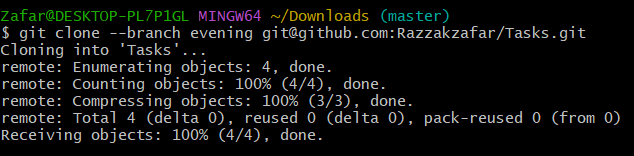 Zafar@DESKTOP-PL7P1GL MINGW64 ~/Downloads (master)
$ git clone --branch evening git@github.com:Razzakzafar/Tasks.git
Cloning into 'Tasks'...
remote: Enumerating objects: 4, done.
remote: Counting objects: 100% (4/4), done.
remote: Compressing objects: 100% (3/3), done.
remote: Total 4 (delta 0), reused 0 (delta 0), pack-reused 0 (from 0)
Receiving objects: 100% (4/4), done.